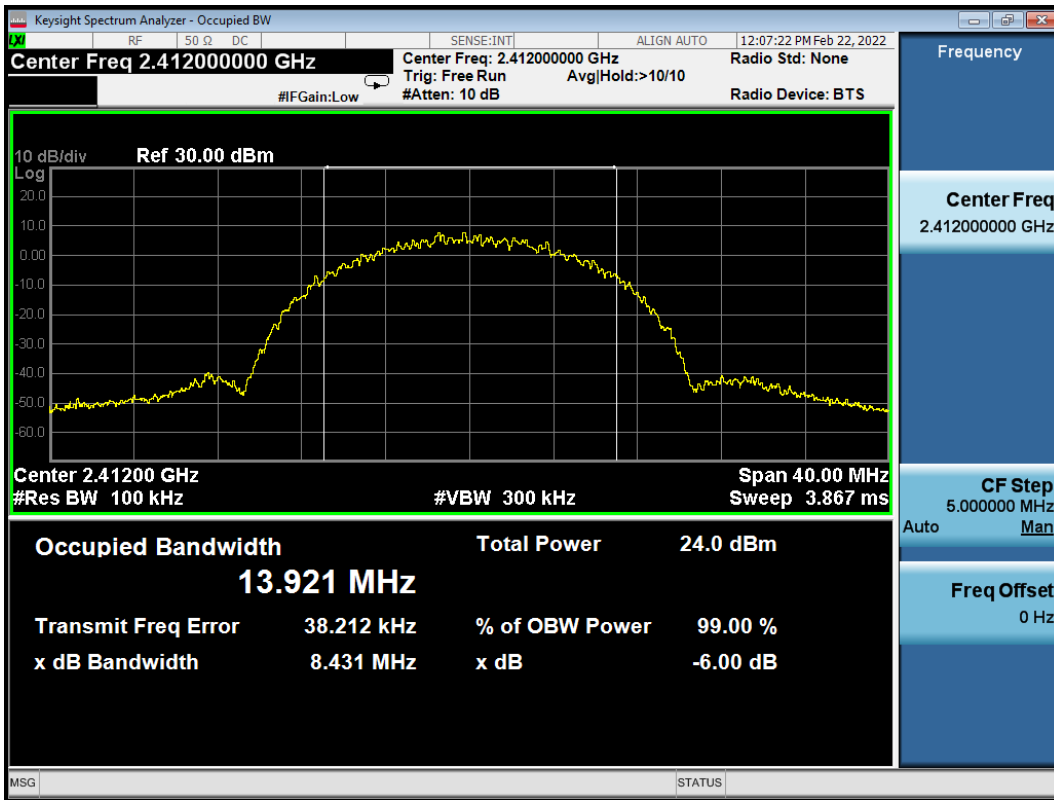 Keysight Spectrum Analyzer - Occupied BW
LXI RF 50 Ω DC SENSE:INT ALIGN AUTO 12:07:22 PM Feb 22, 2022
Center Freq 2.412000000 GHz
#IFGain:Low
Center Freq: 2.412000000 GHz
Trig: Free Run Avg|Hold:>10/10
#Atten: 10 dB
Radio Std: None
Radio Device: BTS
10 dB/div Ref 30.00 dBm
Log
20.0
10.0
0.00
-10.0
-20.0
-30.0
-40.0
-50.0
-60.0
Center 2.41200 GHz Span 40.00 MHz
#Res BW 100 kHz #VBW 300 kHz Sweep 3.867 ms
Occupied Bandwidth Total Power 24.0 dBm
13.921 MHz
Transmit Freq Error 38.212 kHz % of OBW Power 99.00 %
x dB Bandwidth 8.431 MHz x dB -6.00 dB
MSG STATUS
Frequency
Center Freq
2.412000000 GHz
CF Step
5.000000 MHz
Auto Man
Freq Offset
0 Hz